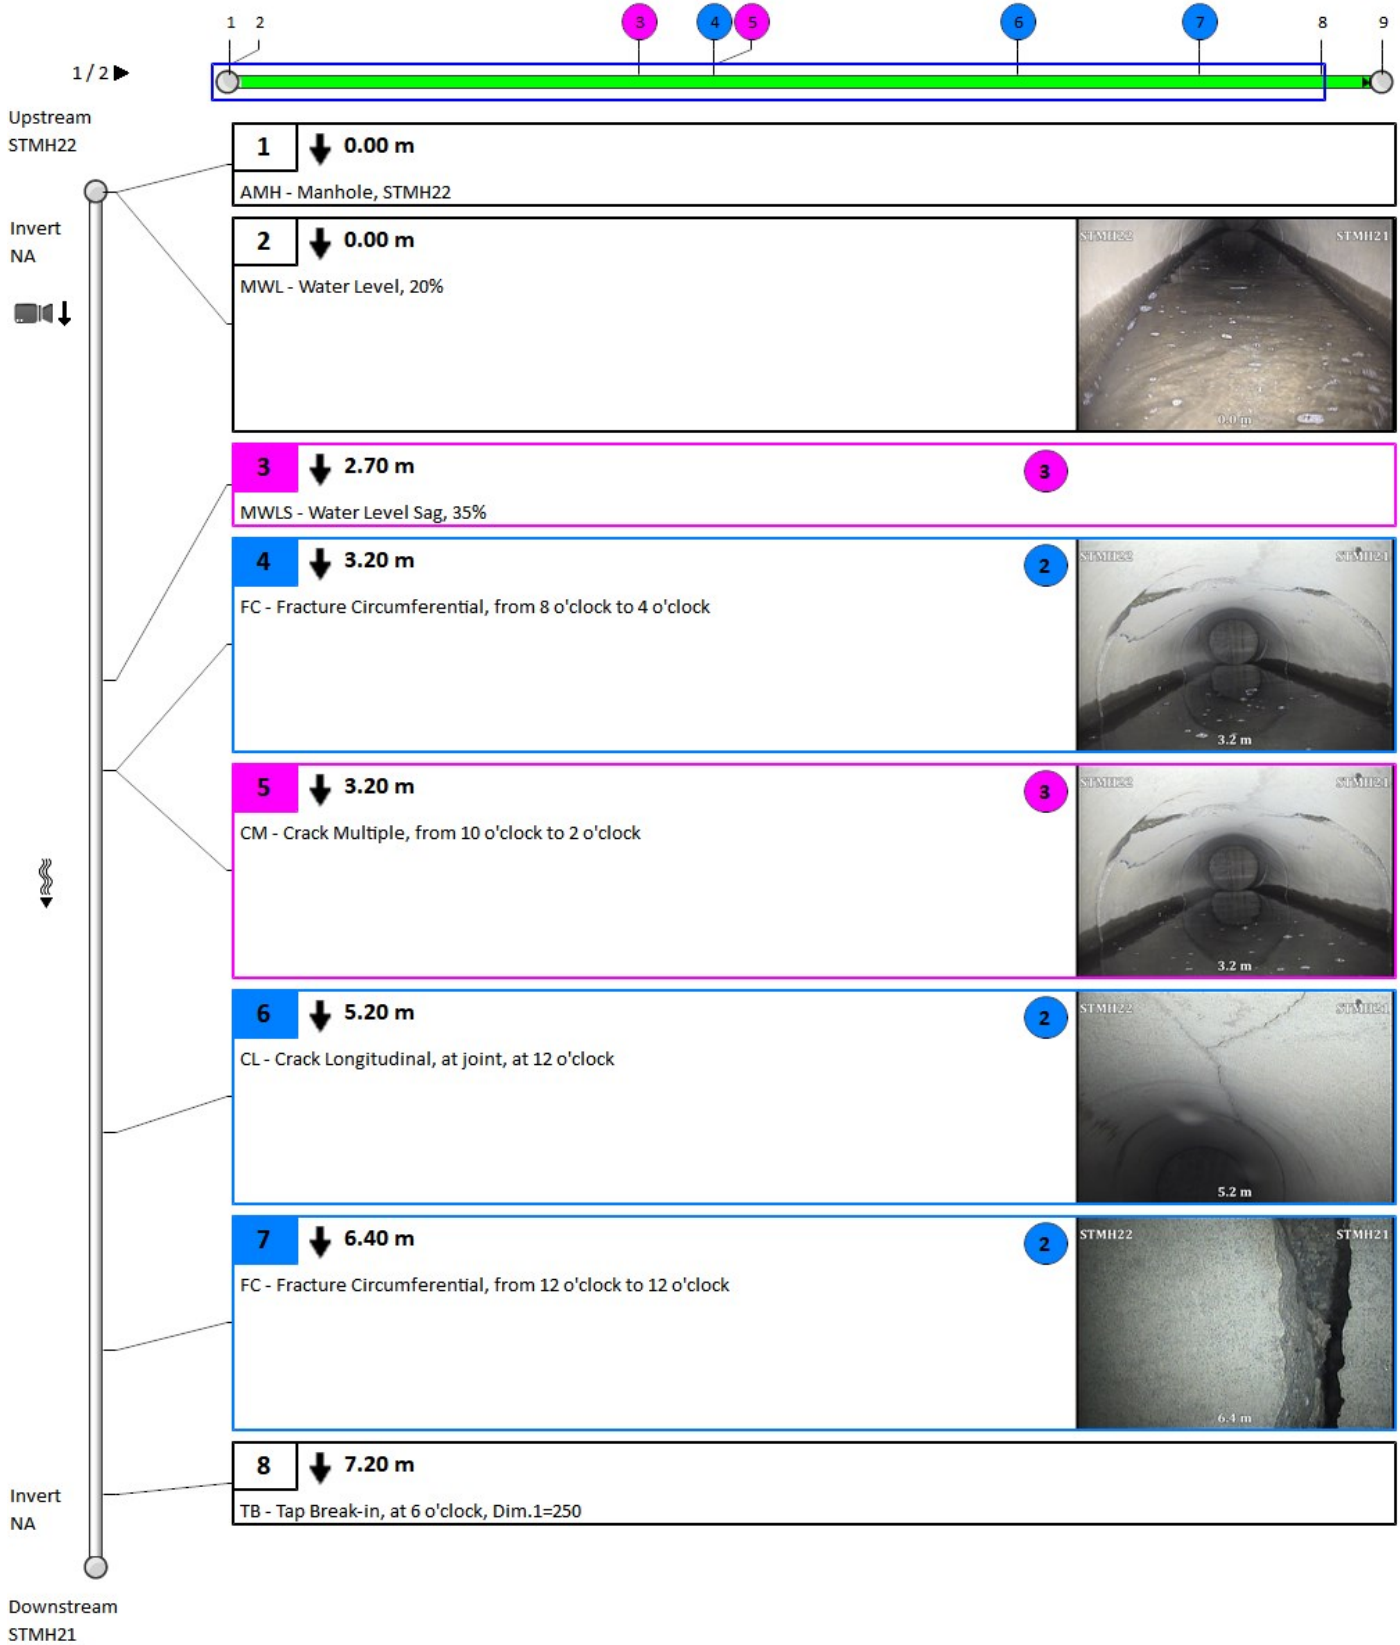 1 2 3 4 5 6 7 8 9
1 / 2
Upstream
STMH22
1 0.00 m
AMH - Manhole, STMH22
Invert
NA
2 0.00 m
MWL - Water Level, 20%
STMH22 STMH21
0.0 m
3 2.70 m 3
MWLS - Water Level Sag, 35%
4 3.20 m 2
FC - Fracture Circumferential, from 8 o'clock to 4 o'clock
STMH22 STMH21
3.2 m
5 3.20 m 3
CM - Crack Multiple, from 10 o'clock to 2 o'clock
STMH22 STMH21
3.2 m
6 5.20 m 2
CL - Crack Longitudinal, at joint, at 12 o'clock
STMH22 STMH21
5.2 m
7 6.40 m 2
FC - Fracture Circumferential, from 12 o'clock to 12 o'clock
STMH22 STMH21
6.4 m
8 7.20 m
TB - Tap Break-in, at 6 o'clock, Dim.1=250
Invert
NA
Downstream
STMH21